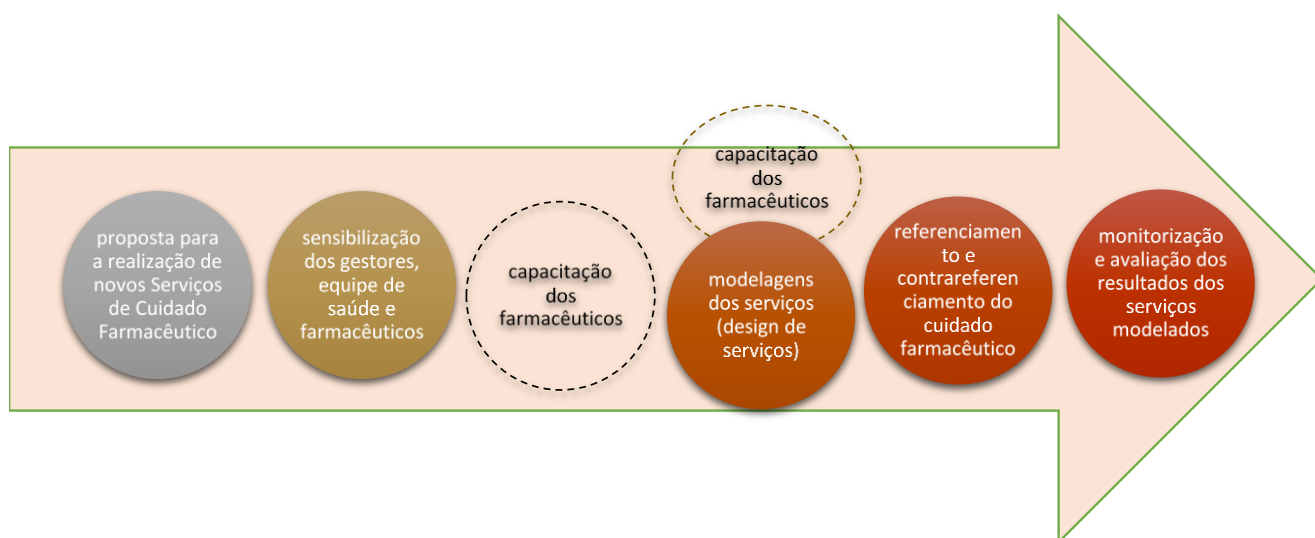 proposta para
a realização de
novos Serviços
de Cuidado
Farmacêutico
sensibilização
dos gestores,
equipe de
saúde e
farmacêuticos
capacitação
dos
farmacêuticos
capacitação
dos
farmacêuticos
modelagens
dos serviços
(design de
serviços)
referenciamen
to e
contrareferen
ciamento do
cuidado
farmacêutico
monitorização
e avaliação dos
resultados dos
serviços
modelados